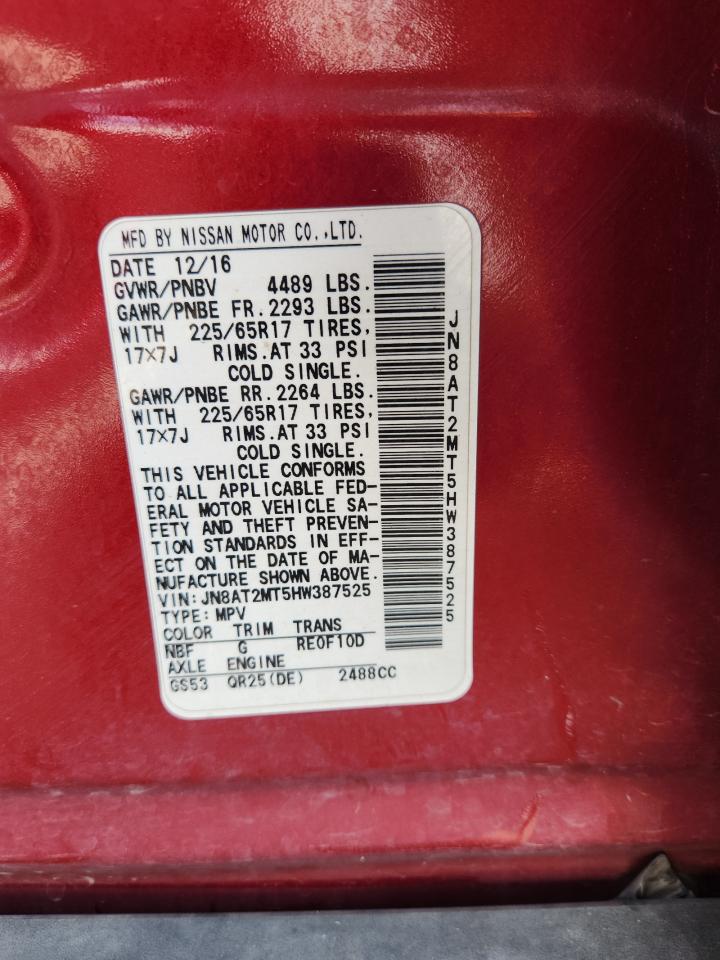 MFD BY NISSAN MOTOR CO.,LTD.
DATE 12/16
GVWR/PNBV 4489 LBS.
GAWR/PNBE FR. 2293 LBS.
WITH 225/65R17 TIRES,
17×7J RIMS.AT 33 PSI
COLD SINGLE.
GAWR/PNBE RR. 2264 LBS.
WITH 225/65R17 TIRES,
17×7J RIMS.AT 33 PSI
COLD SINGLE.
THIS VEHICLE CONFORMS
TO ALL APPLICABLE FED-
ERAL MOTOR VEHICLE SA-
FETY AND THEFT PREVEN-
TION STANDARDS IN EFF-
ECT ON THE DATE OF MA-
NUFACTURE SHOWN ABOVE.
VIN:JN8AT2MT5HW387525
TYPE:MPV
COLOR TRIM TRANS
NBF G RE0F10D
AXLE ENGINE
GS53 QR25(DE) 2488CC
JN8AT2MT5HW387525